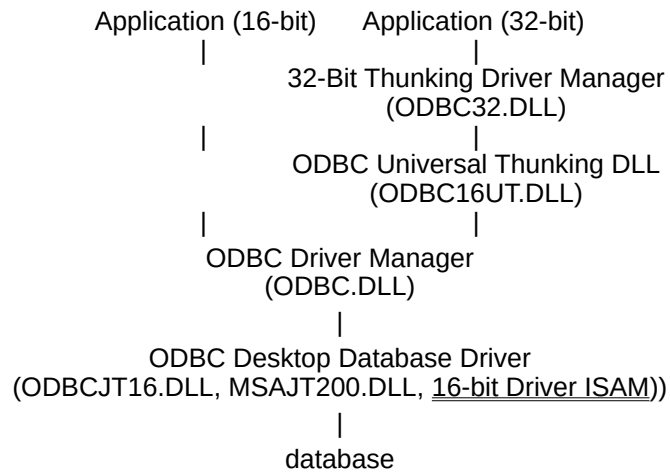 Application (16-bit) Application (32-bit)
| |
32-Bit Thunking Driver Manager
(ODBC32.DLL)
| |
ODBC Universal Thunking DLL
(ODBC16UT.DLL)
| |
ODBC Driver Manager
(ODBC.DLL)
|
ODBC Desktop Database Driver
(ODBCJT16.DLL, MSAJT200.DLL, 16-bit Driver ISAM))
|
database